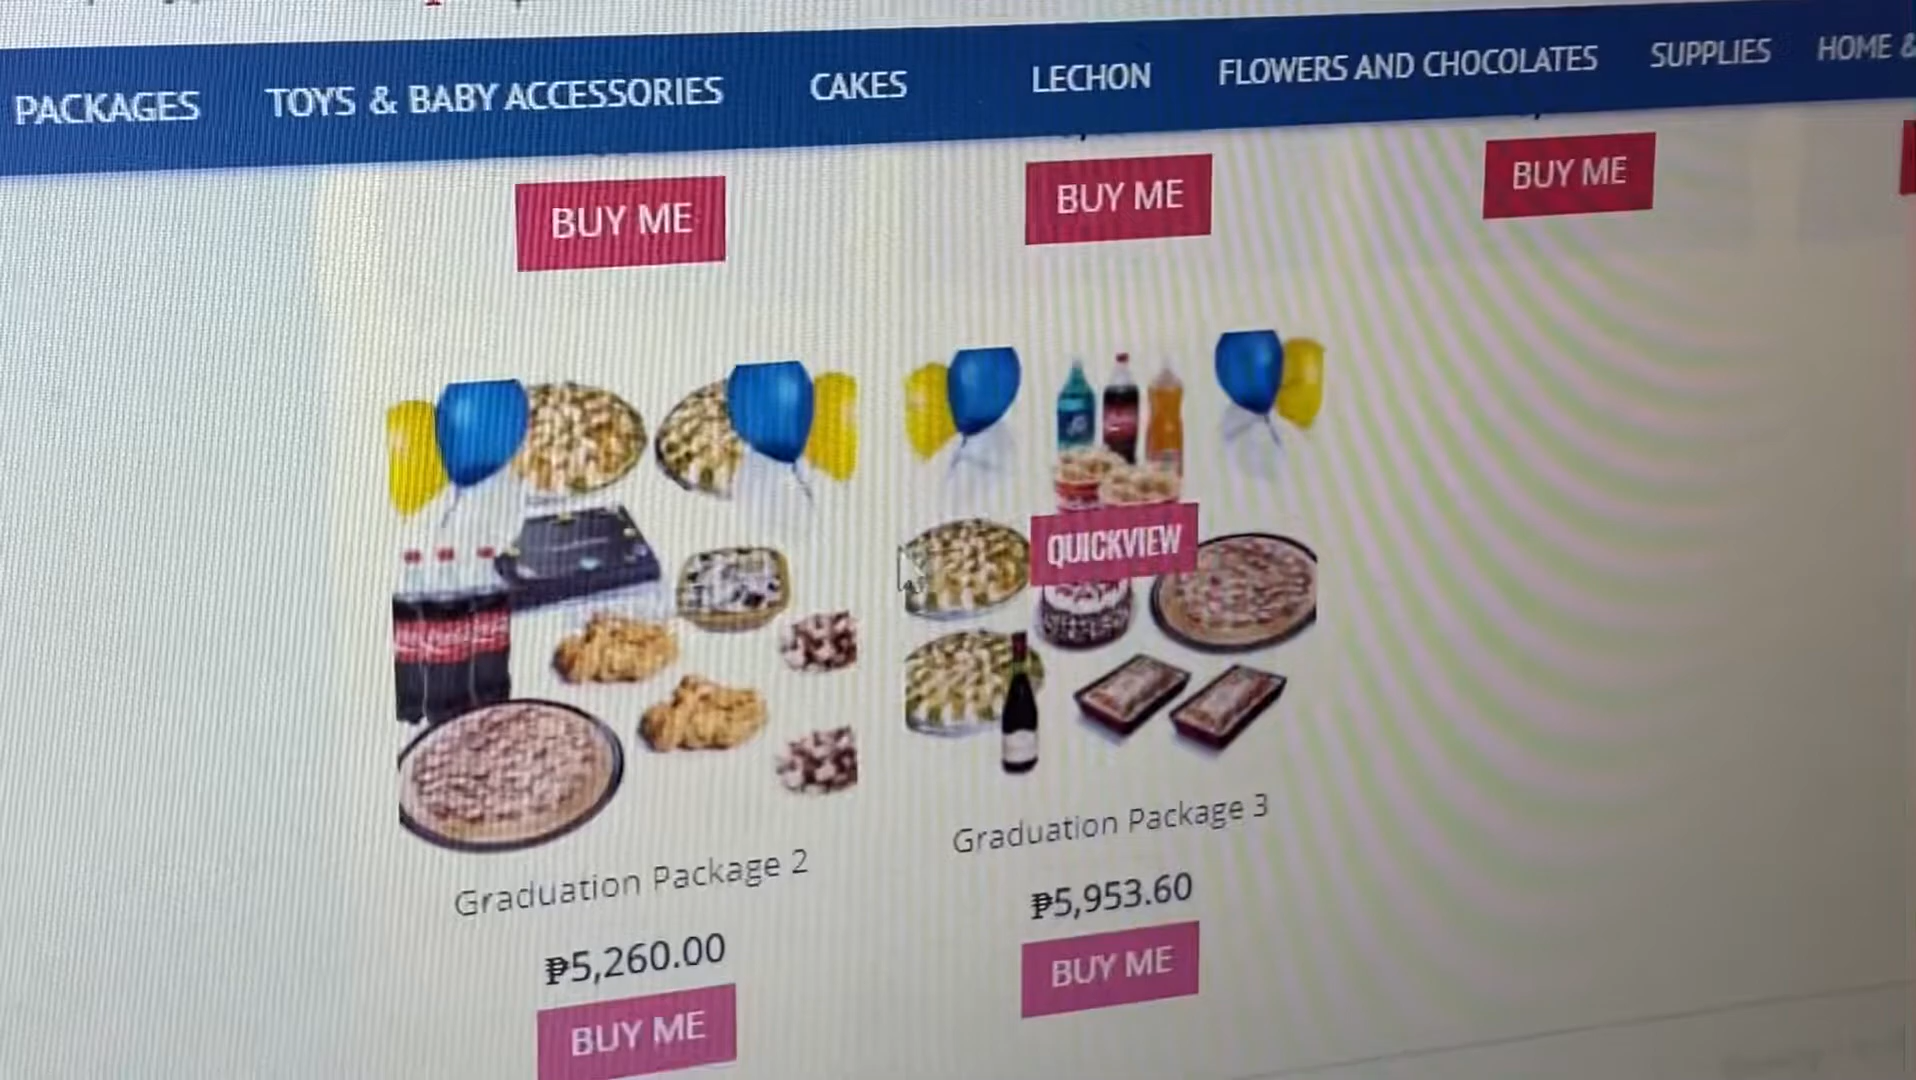 PACKAGES
TOYS & BABY ACCESSORIES
CAKES
LECHON
FLOWERS AND CHOCOLATES
SUPPLIES
HOME &
BUY ME
BUY ME
BUY ME
QUICKVIEW
Graduation Package 2
Graduation Package 3
₱5,260.00
₱5,953.60
BUY ME
BUY ME